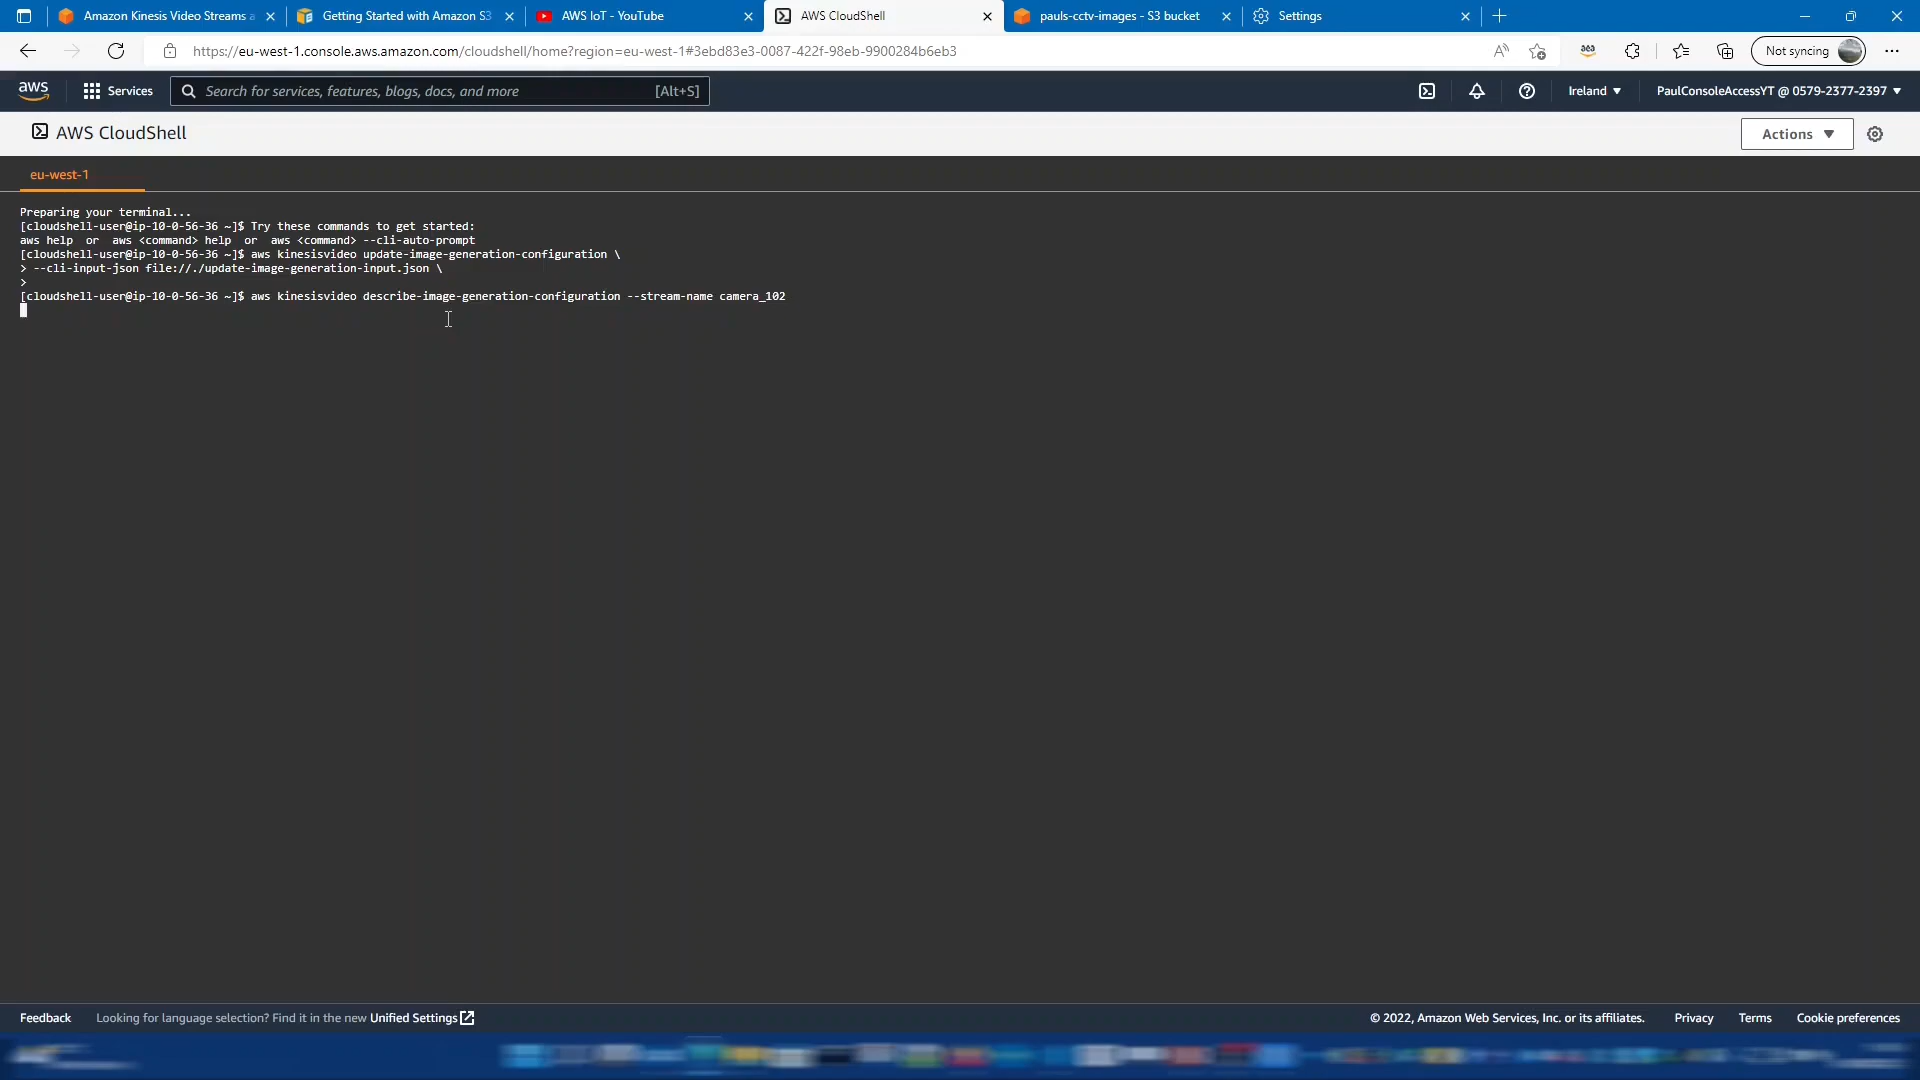 Amazon Kinesis Video Streams a
Getting Started with Amazon S3
AWS IoT - YouTube
AWS CloudShell
pauls-cctv-images - S3 bucket
Settings
https://eu-west-1.console.aws.amazon.com/cloudshell/home?region=eu-west-1#3ebd83e3-0087-422f-98eb-9900284b6eb3
Not syncing
aws
Services
Search for services, features, blogs, docs, and more
[Alt+S]
Ireland
PaulConsoleAccessYT @ 0579-2377-2397
AWS CloudShell
Actions
eu-west-1
Preparing your terminal...
[cloudshell-user@ip-10-0-56-36 ~]$ Try these commands to get started:
aws help  or  aws <command> help  or  aws <command> --cli-auto-prompt
[cloudshell-user@ip-10-0-56-36 ~]$ aws kinesisvideo update-image-generation-configuration \
> --cli-input-json file://./update-image-generation-input.json \
>
[cloudshell-user@ip-10-0-56-36 ~]$ aws kinesisvideo describe-image-generation-configuration --stream-name camera_102
Feedback
Looking for language selection? Find it in the new Unified Settings
© 2022, Amazon Web Services, Inc. or its affiliates.
Privacy
Terms
Cookie preferences